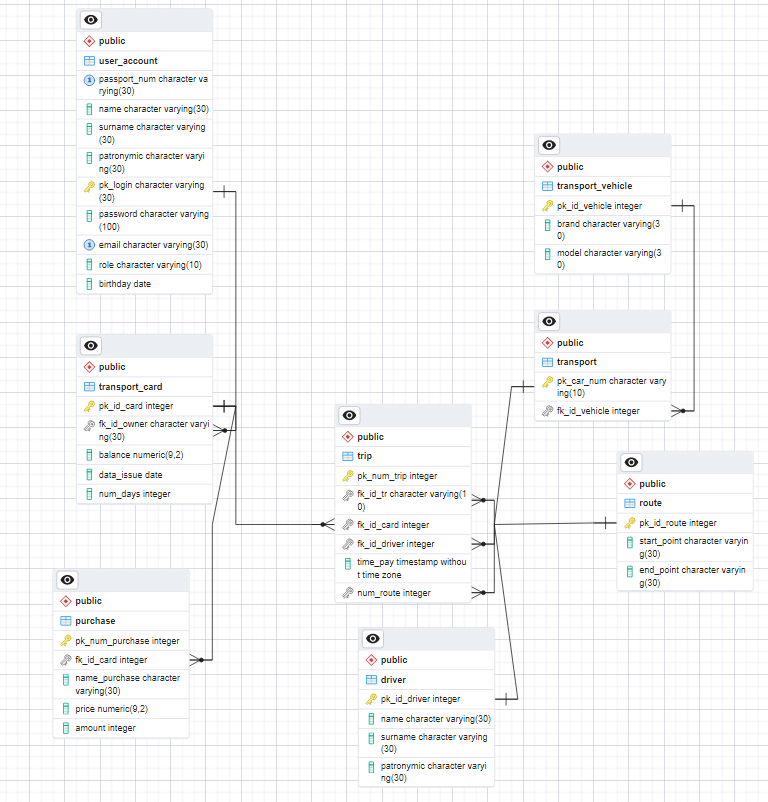 public
user_account
passport_num character va
rying(30)
name character varying(30)
surname character varying
(30)
patronymic character varyi
ng(30)
pk_login character varying
(30)
password character varying
(100)
email character varying(30)
role character varying(10)
birthday date
public
transport_card
pk_id_card integer
fk_id_owner character varyi
ng(30)
balance numeric(9,2)
data_issue date
num_days integer
public
purchase
pk_num_purchase integer
fk_id_card integer
name_purchase character
varying(30)
price numeric(9,2)
amount integer
public
trip
pk_num_trip integer
fk_id_tr character varying(1
0)
fk_id_card integer
fk_id_driver integer
time_pay timestamp withou
t time zone
num_route integer
public
driver
pk_id_driver integer
name character varying(30)
surname character varying
(30)
patronymic character varyi
ng(30)
public
transport_vehicle
pk_id_vehicle integer
brand character varying(3
0)
model character varying(3
0)
public
transport
pk_car_num character vary
ing(10)
fk_id_vehicle integer
public
route
pk_id_route integer
start_point character varyin
g(30)
end_point character varyin
g(30)